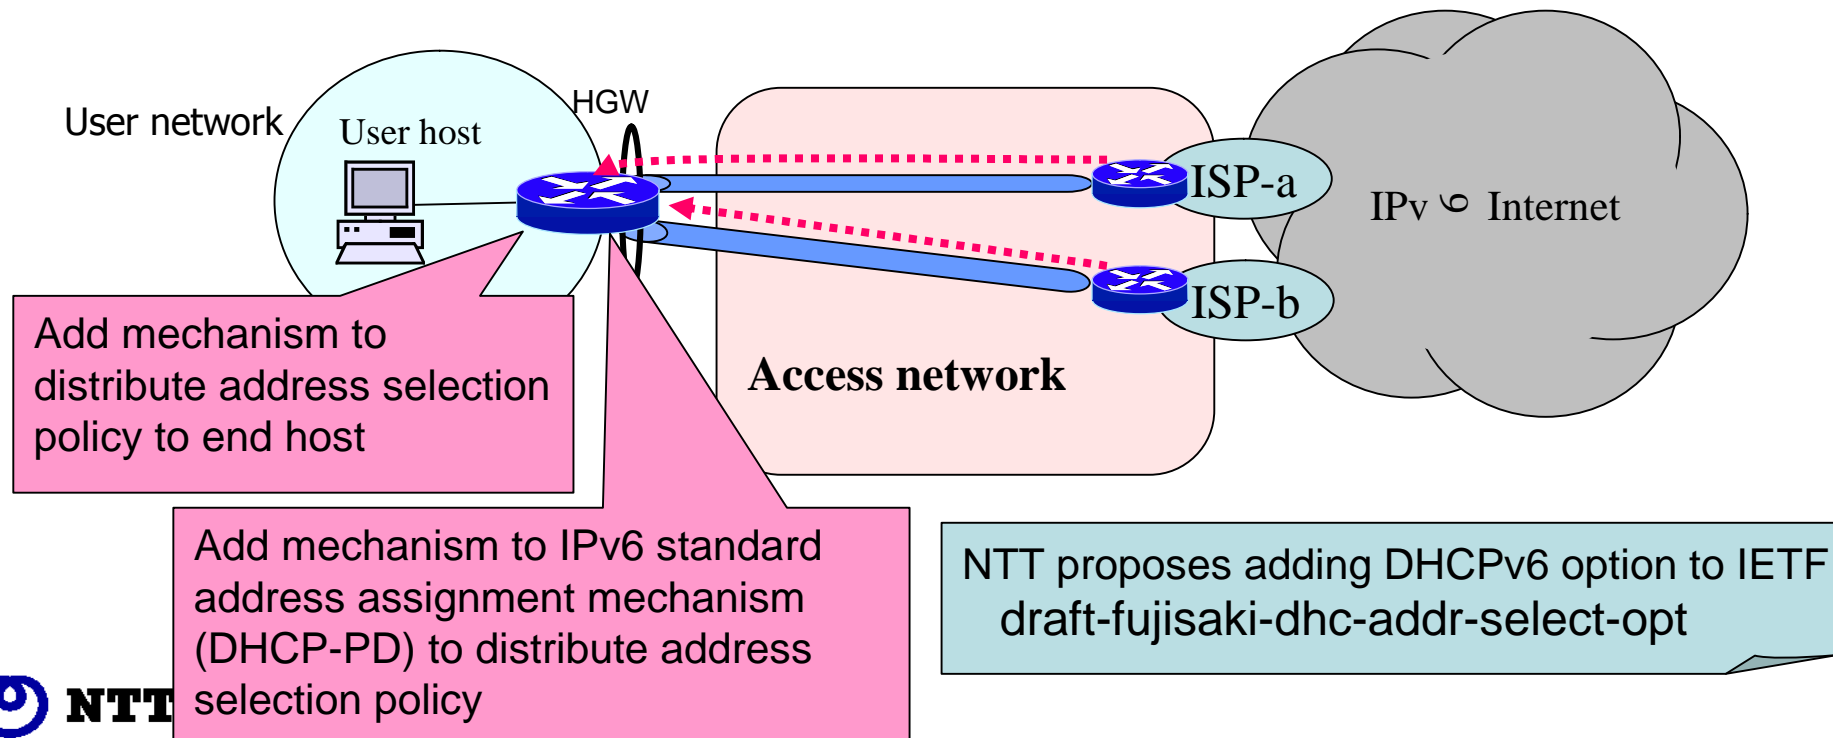 User network
User host
HGW
ISP-a
IPv 6 Internet
ISP-b
Access network
Add mechanism to
distribute address selection
policy to end host
Add mechanism to IPv6 standard
address assignment mechanism
(DHCP-PD) to distribute address
selection policy
NTT proposes adding DHCPv6 option to IETF
draft-fujisaki-dhc-addr-select-opt
NTT